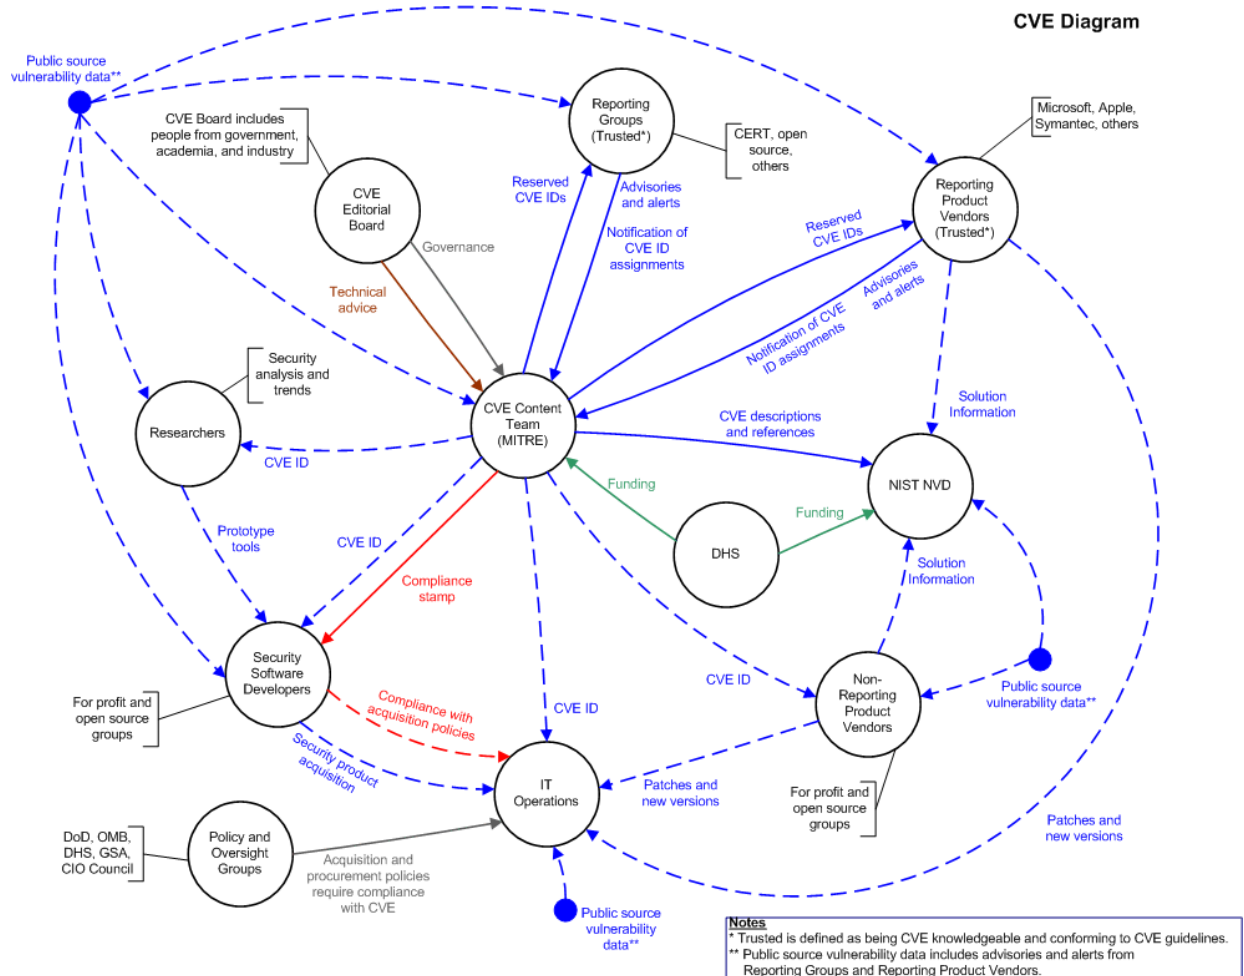 CVE Diagram
Public source
vulnerability data**
CVE Board includes
people from government,
academia, and industry
Reporting
Groups
(Trusted*)
CERT, open
source,
others
Microsoft, Apple,
Symantec, others
Reporting
Product
Vendors
(Trusted*)
CVE
Editorial
Board
Reserved
CVE IDs
Advisories
and alerts
Notification of
CVE ID
assignments
Governance
Technical
advice
Reserved
CVE IDs
Advisories
and alerts
Notification of CVE
ID assignments
Security
analysis and
trends
Researchers
CVE Content
Team
(MITRE)
CVE ID
CVE descriptions
and references
Solution
Information
NIST NVD
Funding
Funding
DHS
Prototype
tools
CVE ID
Compliance
stamp
Solution
Information
Security
Software
Developers
For profit and
open source
groups
Compliance with
acquisition policies
Security product
acquisition
CVE ID
CVE ID
Non-
Reporting
Product
Vendors
Public source
vulnerability data**
IT
Operations
Patches and
new versions
For profit and
open source
groups
Patches and
new versions
DoD, OMB,
DHS, GSA,
CIO Council
Policy and
Oversight
Groups
Acquisition and
procurement policies
require compliance
with CVE
Public source
vulnerability
data**
Notes
* Trusted is defined as being CVE knowledgeable and conforming to CVE guidelines.
** Public source vulnerability data includes advisories and alerts from
Reporting Groups and Reporting Product Vendors.